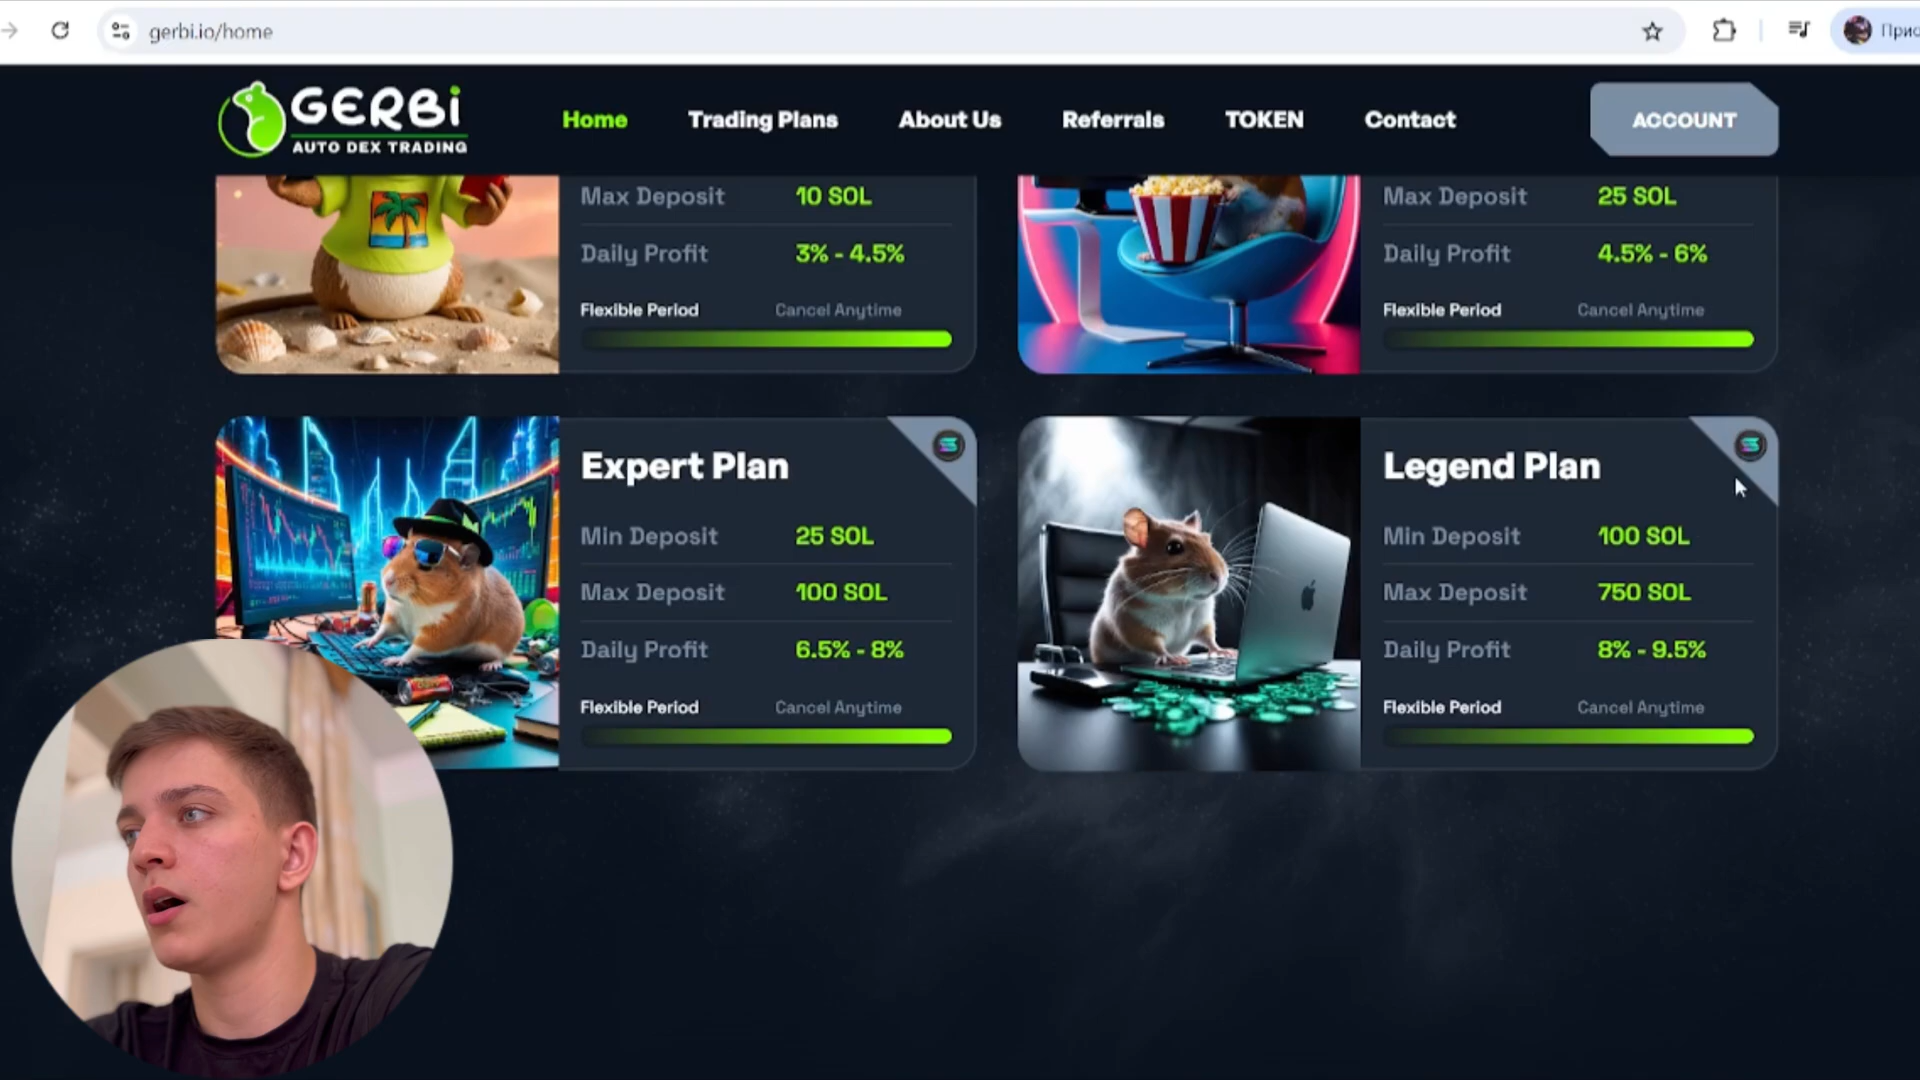 gerbi.io/home
GERBi
AUTO DEX TRADING
Home
Trading Plans
About Us
Referrals
TOKEN
Contact
ACCOUNT
Max Deposit 10 SOL
Daily Profit 3% - 4.5%
Flexible Period Cancel Anytime
Max Deposit 25 SOL
Daily Profit 4.5% - 6%
Flexible Period Cancel Anytime
Expert Plan
Min Deposit 25 SOL
Max Deposit 100 SOL
Daily Profit 6.5% - 8%
Flexible Period Cancel Anytime
Legend Plan
Min Deposit 100 SOL
Max Deposit 750 SOL
Daily Profit 8% - 9.5%
Flexible Period Cancel Anytime